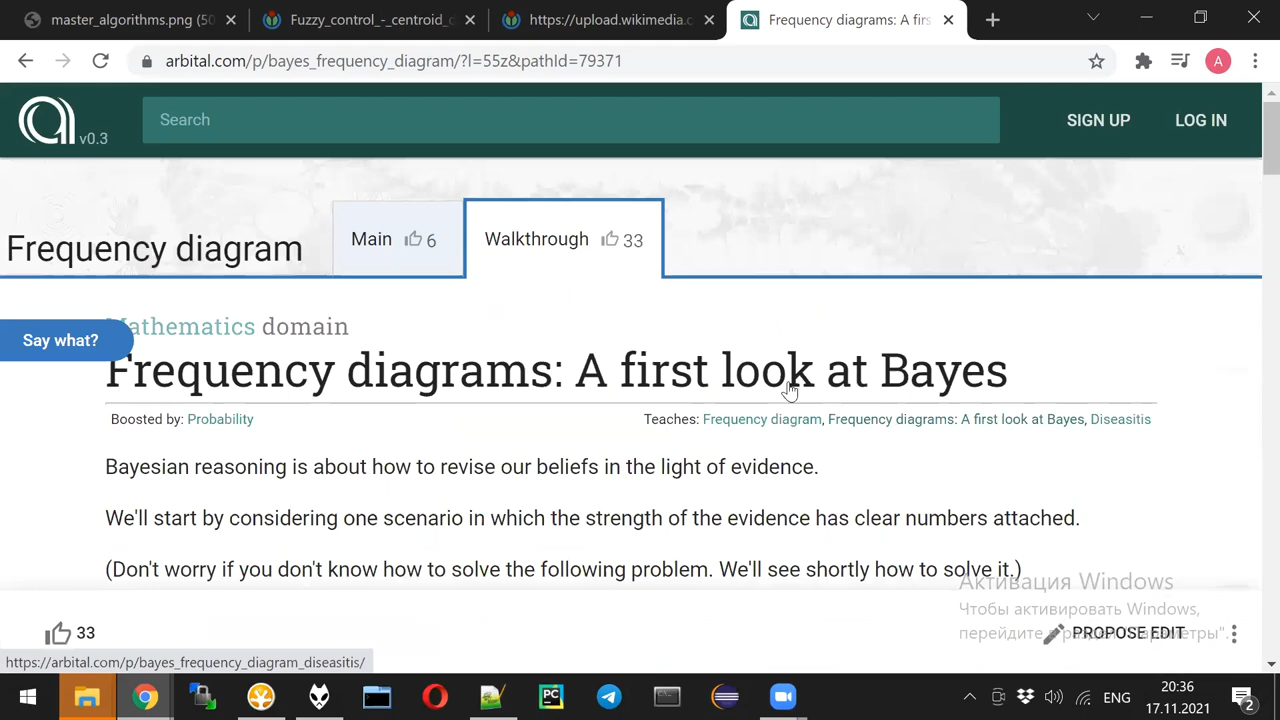 master_algorithms.png (50
Fuzzy_control_-_centroid_d
https://upload.wikimedia.c
Frequency diagrams: A firs
arbital.com/p/bayes_frequency_diagram/?l=55z&pathId=79371
A
v0.3
Search
SIGN UP
LOG IN
Frequency diagram
Main 6
Walkthrough 33
Mathematics domain
Say what?
Frequency diagrams: A first look at Bayes
Boosted by: Probability
Teaches: Frequency diagram, Frequency diagrams: A first look at Bayes, Diseasitis
Bayesian reasoning is about how to revise our beliefs in the light of evidence.
We'll start by considering one scenario in which the strength of the evidence has clear numbers attached.
(Don't worry if you don't know how to solve the following problem. We'll see shortly how to solve it.)
Активация Windows
Чтобы активировать Windows,
перейдите в раздел "Параметры".
33
PROPOSE EDIT
https://arbital.com/p/bayes_frequency_diagram_diseasitis/
PC
ENG
20:36
17.11.2021
2